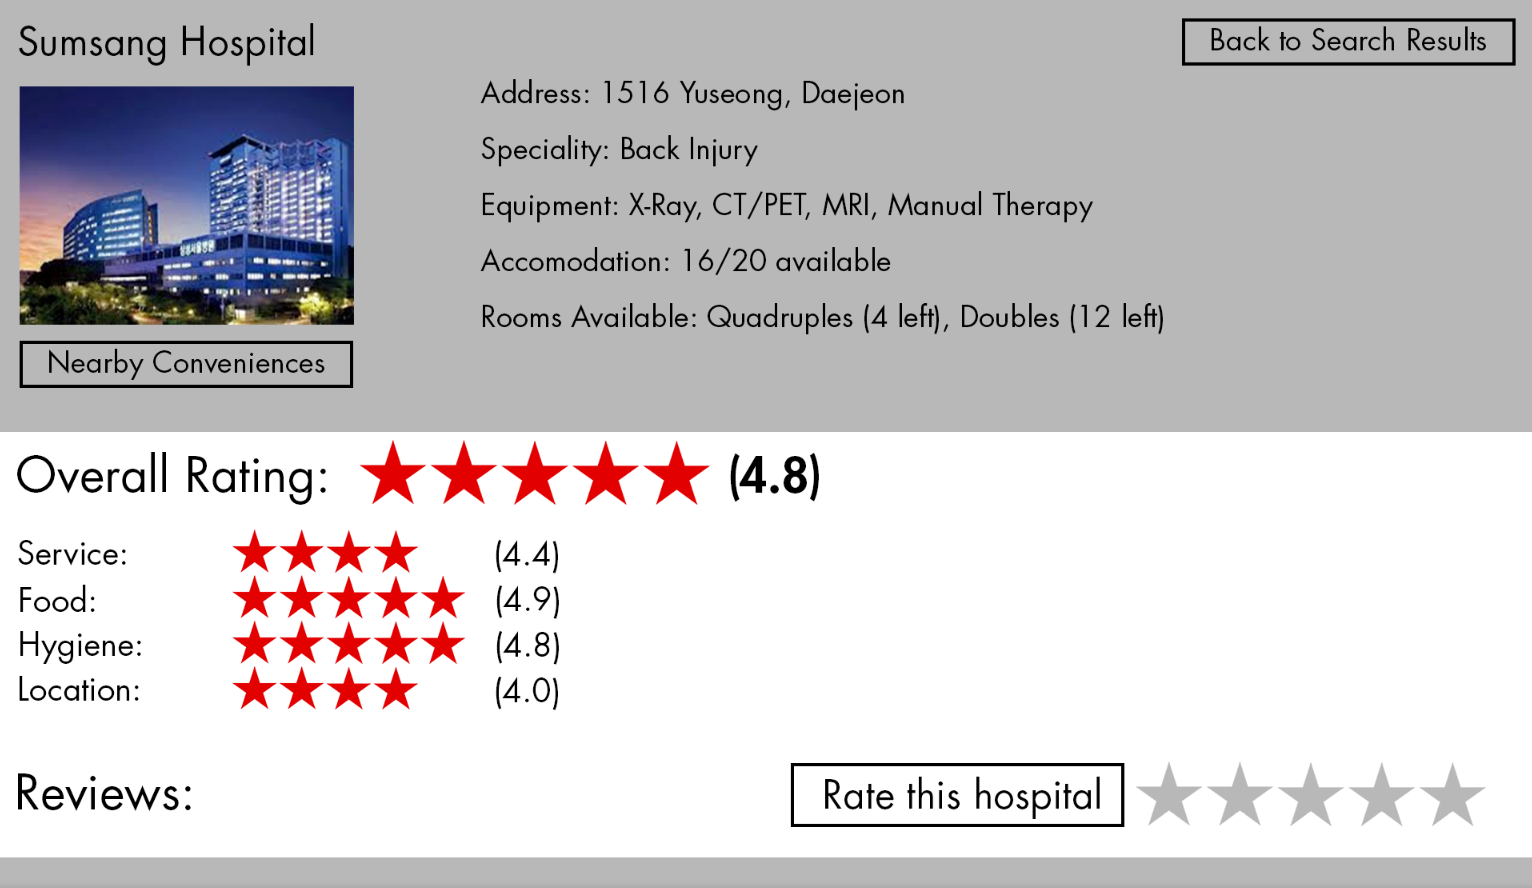 Sumsang Hospital
Back to Search Results
Address: 1516 Yuseong, Daejeon
Speciality: Back Injury
Equipment: X-Ray, CT/PET, MRI, Manual Therapy
Accomodation: 16/20 available
Rooms Available: Quadruples (4 left), Doubles (12 left)
Nearby Conveniences
Overall Rating: (4.8)
Service: (4.4)
Food: (4.9)
Hygiene: (4.8)
Location: (4.0)
Reviews:
Rate this hospital